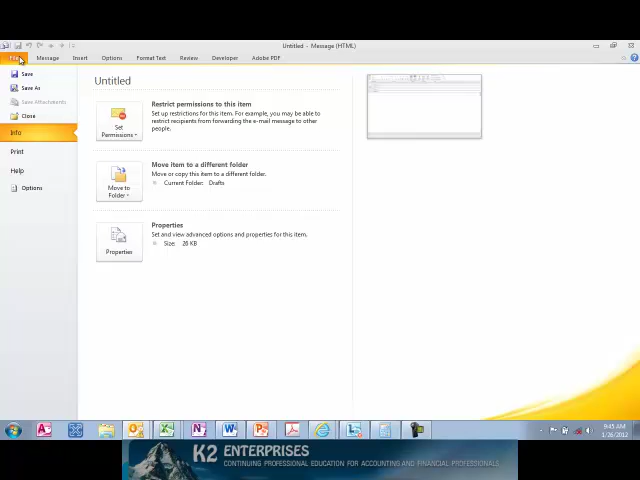 Untitled - Message (HTML)
File Message Insert Options Format Text Review Developer Adobe PDF
Save
Save As
Save Attachments
Close
Info
Print
Help
Options
Untitled
Set Permissions
Restrict permissions to this item
Set up restrictions for this item. For example, you may be able to
restrict recipients from forwarding the e-mail message to other
people.
Move to Folder
Move item to a different folder
Move or copy this item to a different folder.
Current Folder: Drafts
Properties
Properties
Set and view advanced options and properties for this item.
Size: 26 KB
9:45 AM
1/26/2012
K2 ENTERPRISES
CONTINUING PROFESSIONAL EDUCATION FOR ACCOUNTING AND FINANCIAL PROFESSIONALS